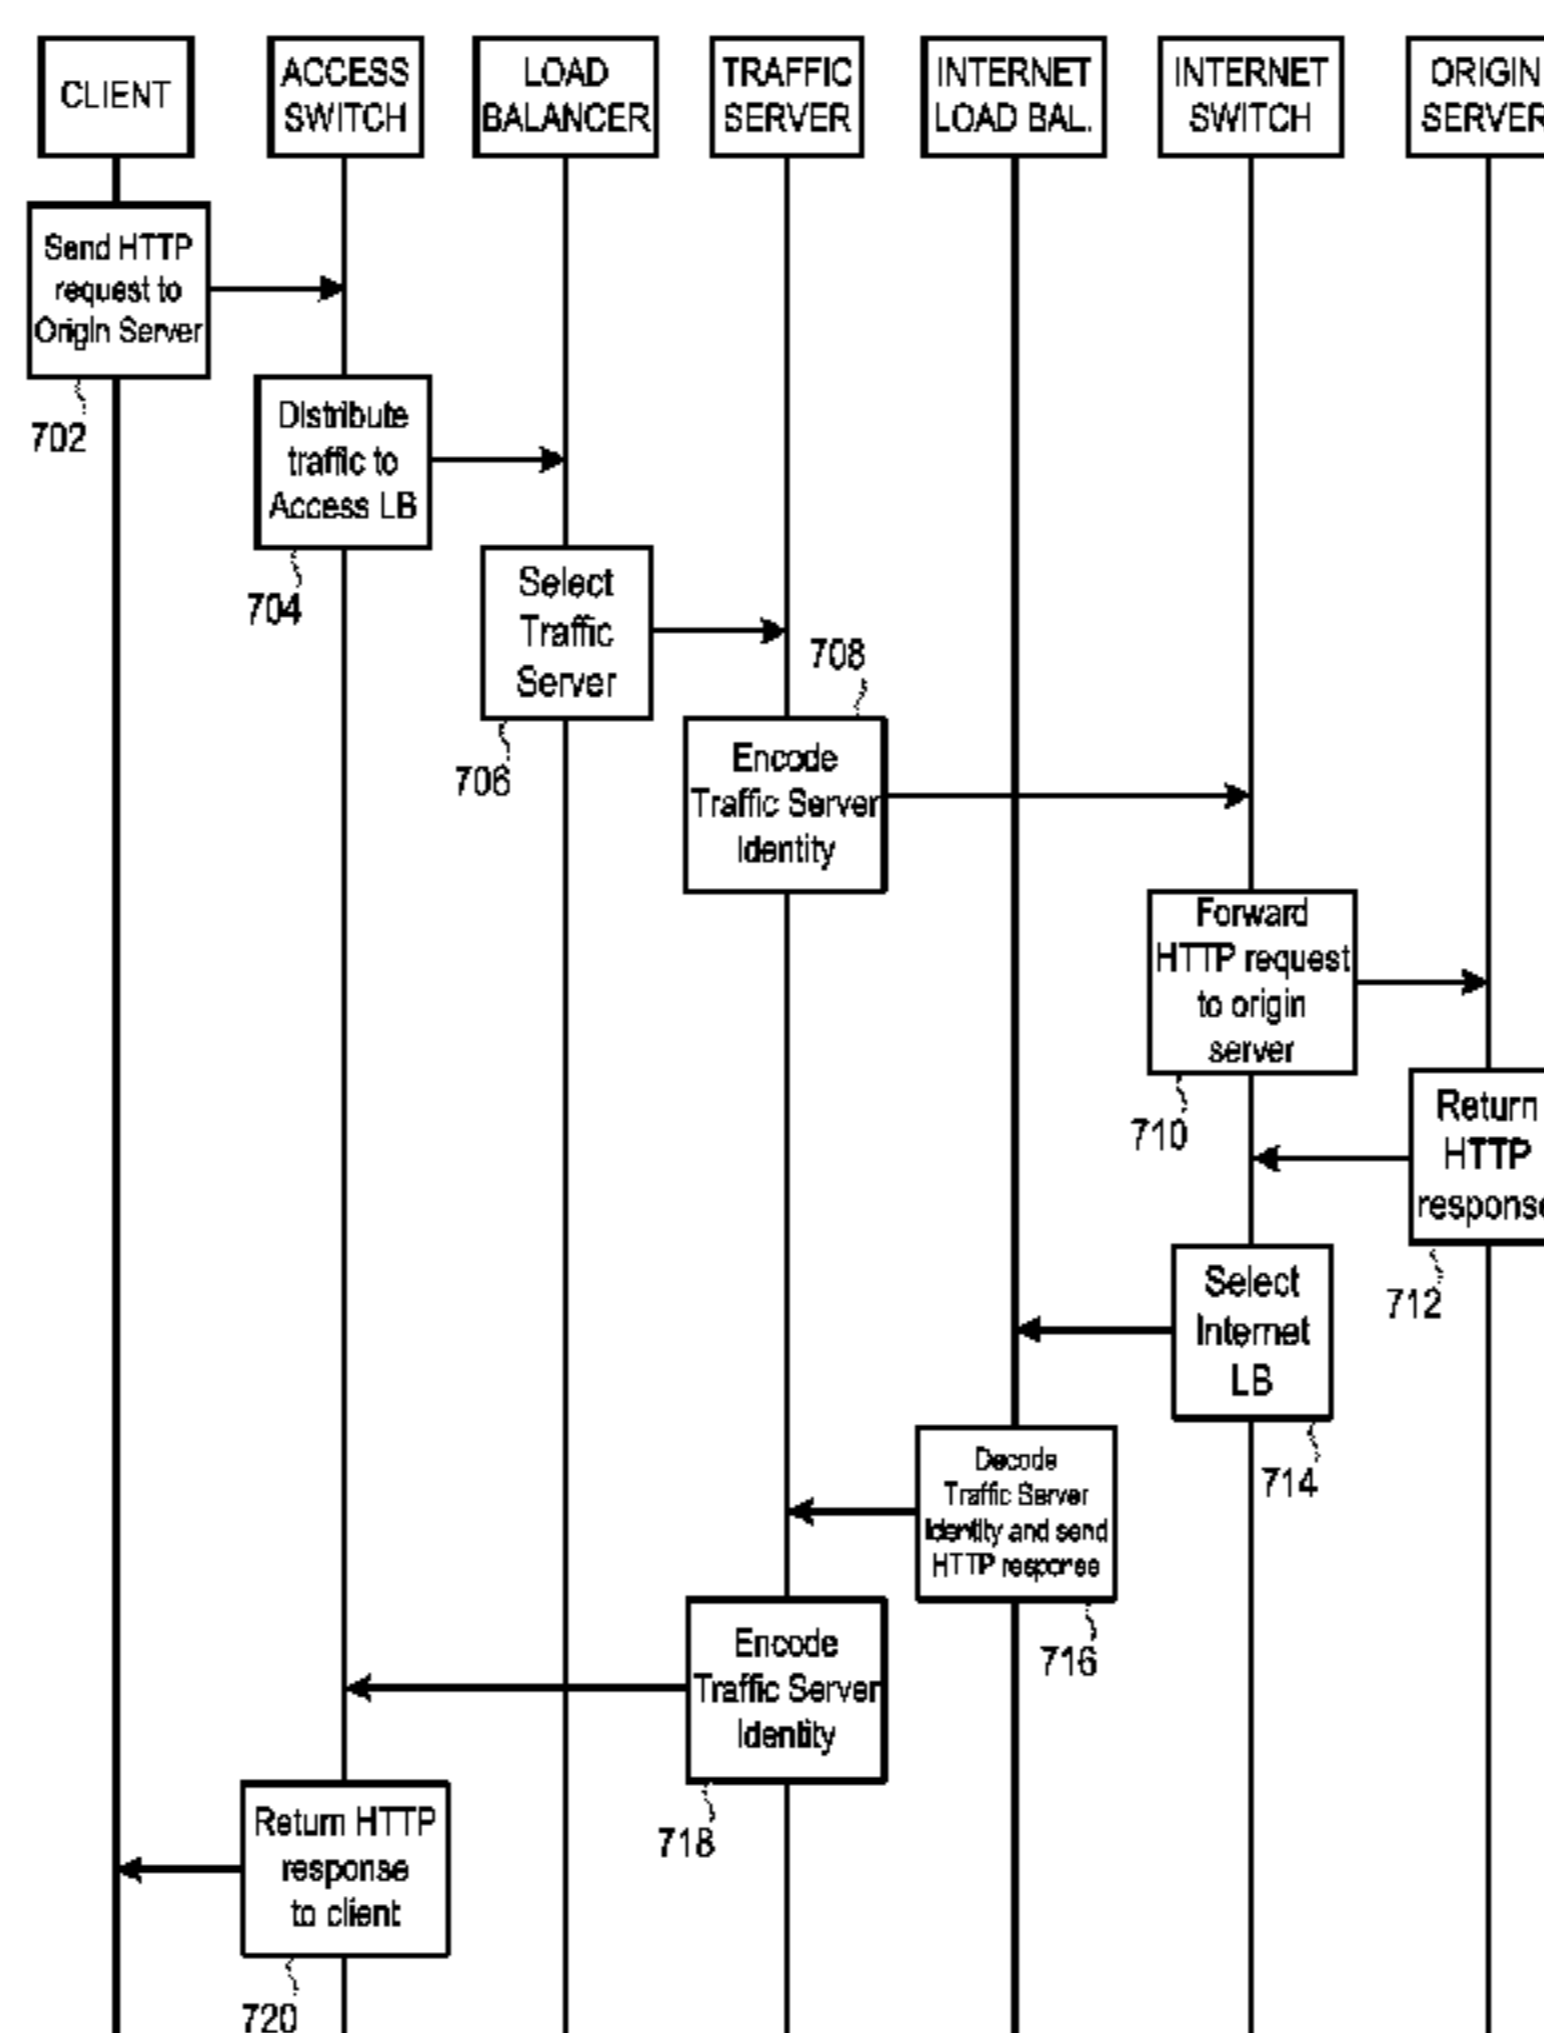 CLIENT
ACCESS
SWITCH
LOAD
BALANCER
TRAFFIC
SERVER
INTERNET
LOAD BAL.
INTERNET
SWITCH
ORIGIN
SERVER
Send HTTP
request to
Origin Server
702
Distribute
traffic to
Access LB
704
Select
Traffic
Server
706
708
Encode
Traffic Server
Identity
Forward
HTTP request
to origin
server
710
Return
HTTP
response
712
Select
Internet
LB
714
Decode
Traffic Server
Identity and send
HTTP response
716
Encode
Traffic Server
Identity
718
Return HTTP
response
to client
720